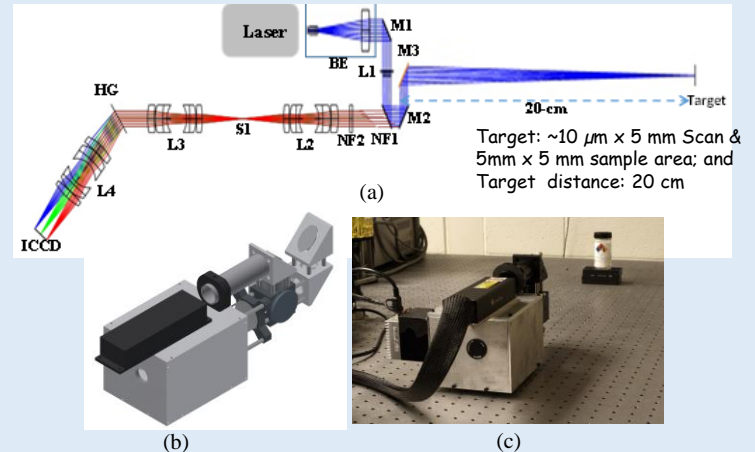 (a)
Laser
BE
M1
M3
L1
20-cm
Target
M2
HG
L3
S1
L2
NF2
NF1
L4
ICCD
Target: ~10 µm x 5 mm Scan &
5mm x 5 mm sample area; and
Target distance: 20 cm
(a)
(b)
(c)